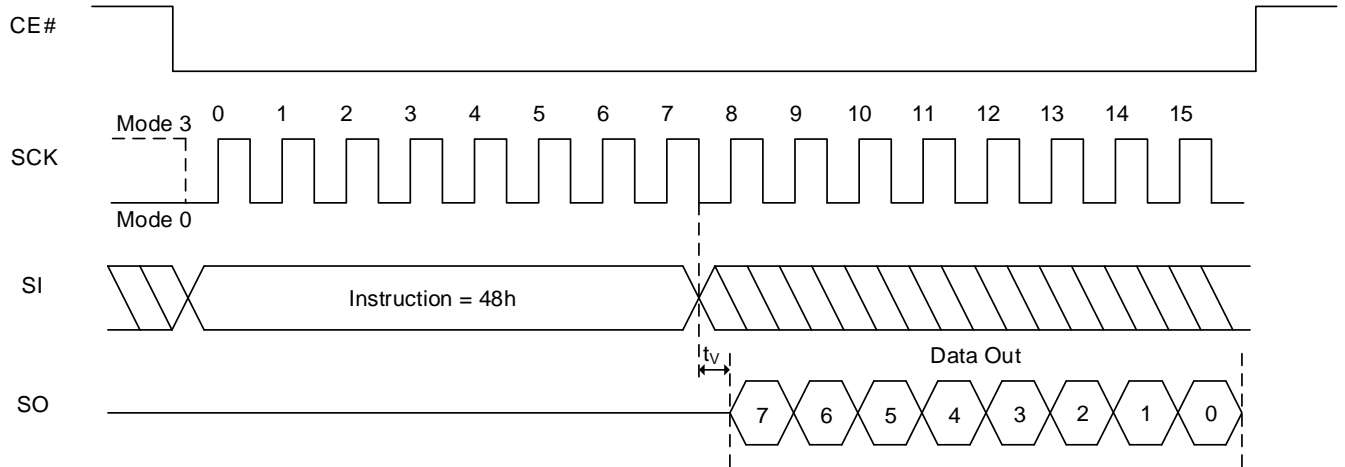 CE#
0 1 2 3 4 5 6 7 8 9 10 11 12 13 14 15
Mode 3
SCK
Mode 0
SI
Instruction = 48h
tV
Data Out
SO
7 6 5 4 3 2 1 0